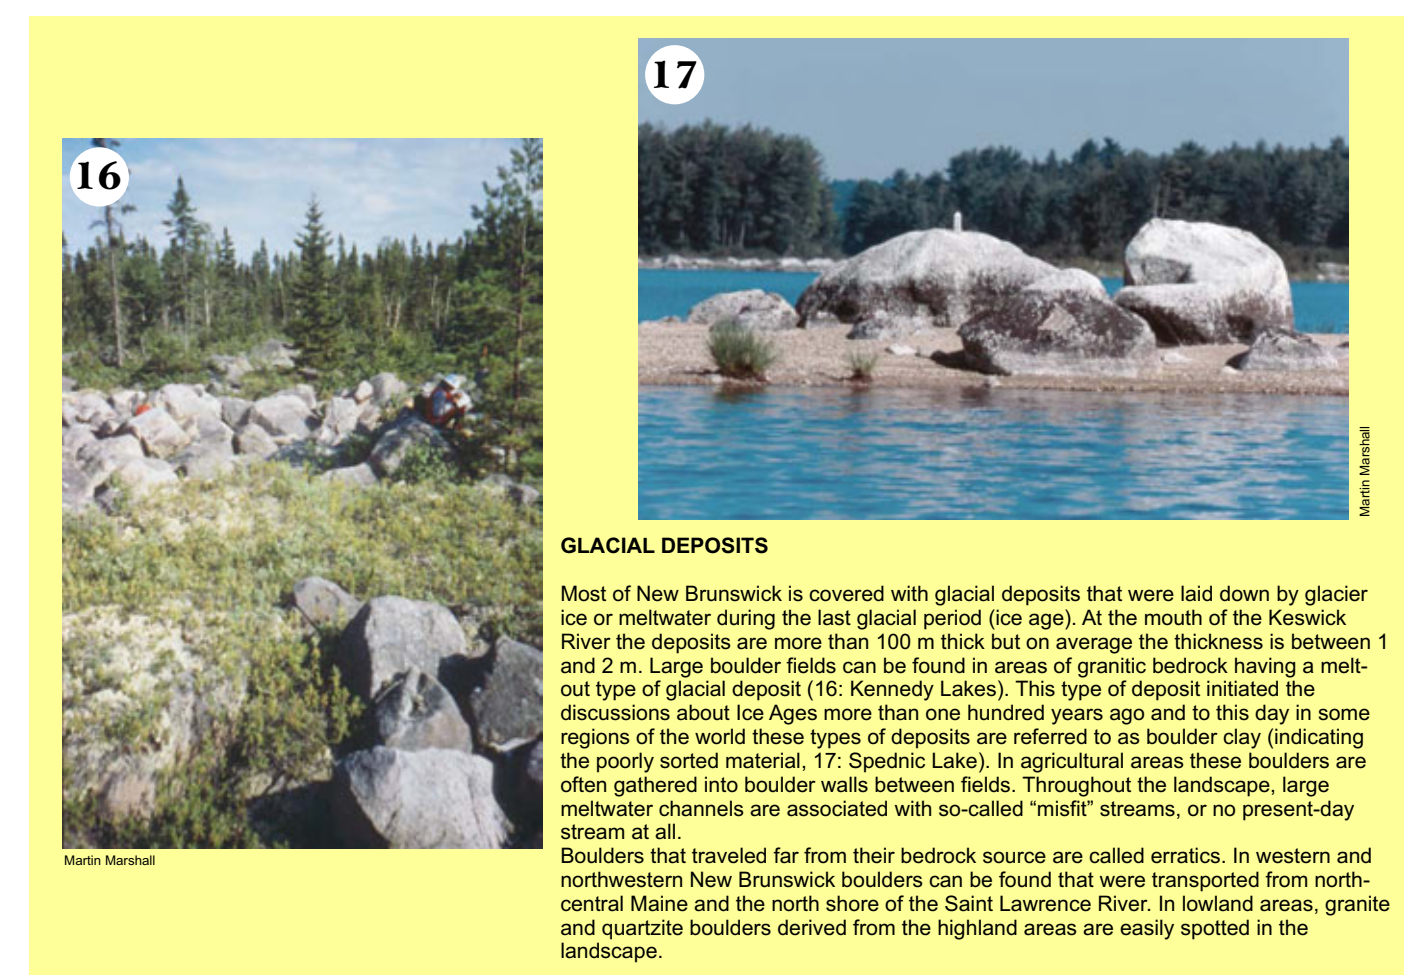 16
17
Martin Marshall
Martin Marshall
GLACIAL DEPOSITS
Most of New Brunswick is covered with glacial deposits that were laid down by glacier
ice or meltwater during the last glacial period (ice age). At the mouth of the Keswick
River the deposits are more than 100 m thick but on average the thickness is between 1
and 2 m. Large boulder fields can be found in areas of granitic bedrock having a melt-
out type of glacial deposit (16: Kennedy Lakes). This type of deposit initiated the
discussions about Ice Ages more than one hundred years ago and to this day in some
regions of the world these types of deposits are referred to as boulder clay (indicating
the poorly sorted material, 17: Spednic Lake). In agricultural areas these boulders are
often gathered into boulder walls between fields. Throughout the landscape, large
meltwater channels are associated with so-called “misfit” streams, or no present-day
stream at all.
Boulders that traveled far from their bedrock source are called erratics. In western and
northwestern New Brunswick boulders can be found that were transported from north-
central Maine and the north shore of the Saint Lawrence River. In lowland areas, granite
and quartzite boulders derived from the highland areas are easily spotted in the
landscape.